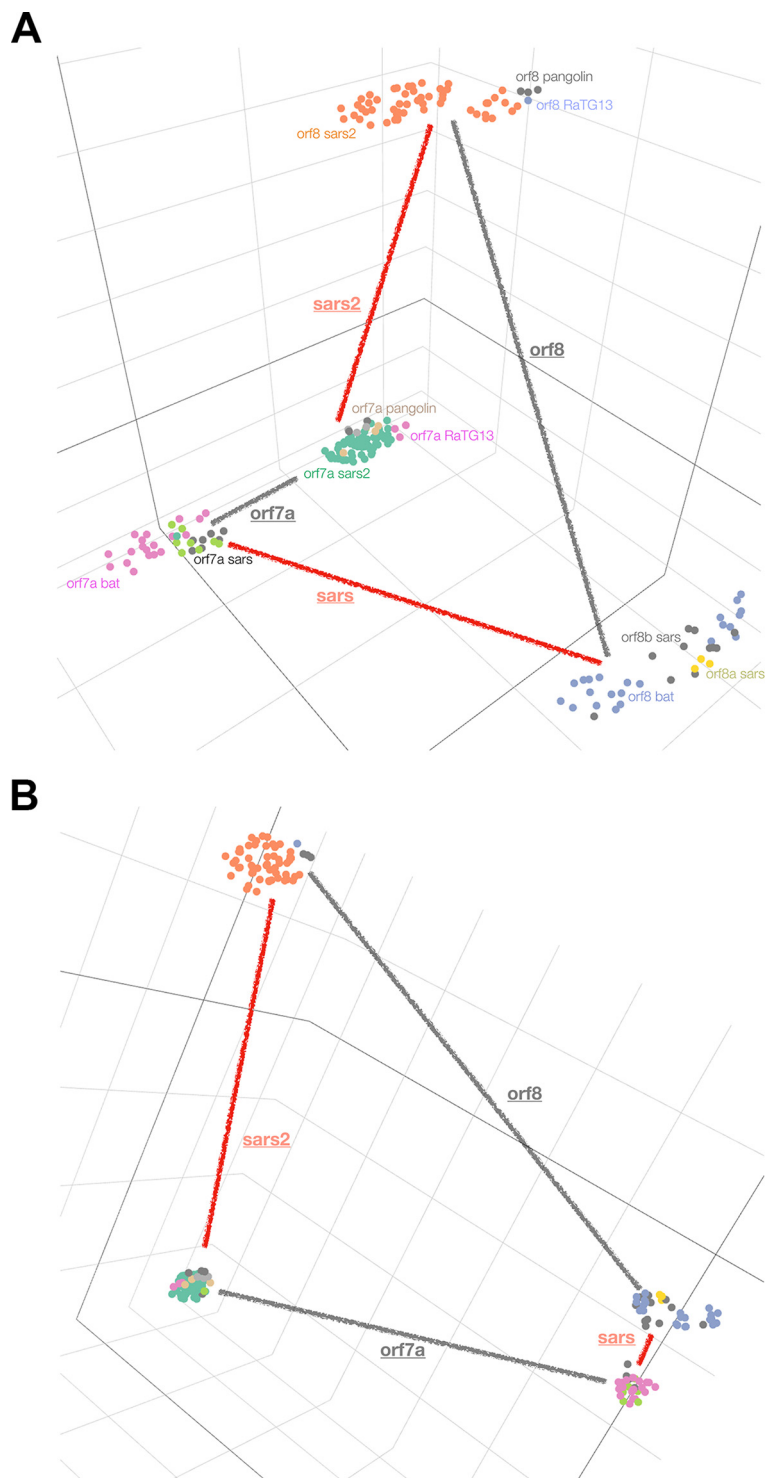 A
orf8 pangolin
orf8 RaTG13
orf8 sars2
sars2
orf8
orf7a pangolin
orf7a RaTG13
orf7a sars2
orf7a
orf7a sars
orf7a bat
sars
orf8b sars
orf8a sars
orf8 bat
B
orf8
sars2
sars
orf7a